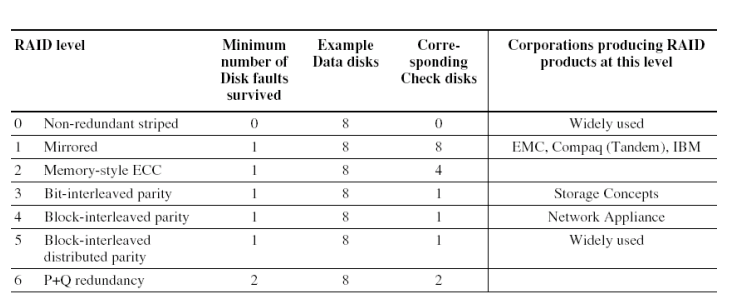 RAID level Minimum number of Disk faults survived Example Data disks Corre-sponding Check disks Corporations producing RAID products at this level
0 Non-redundant striped 0 8 0 Widely used
1 Mirrored 1 8 8 EMC, Compaq (Tandem), IBM
2 Memory-style ECC 1 8 4
3 Bit-interleaved parity 1 8 1 Storage Concepts
4 Block-interleaved parity 1 8 1 Network Appliance
5 Block-interleaved distributed parity 1 8 1 Widely used
6 P+Q redundancy 2 8 2